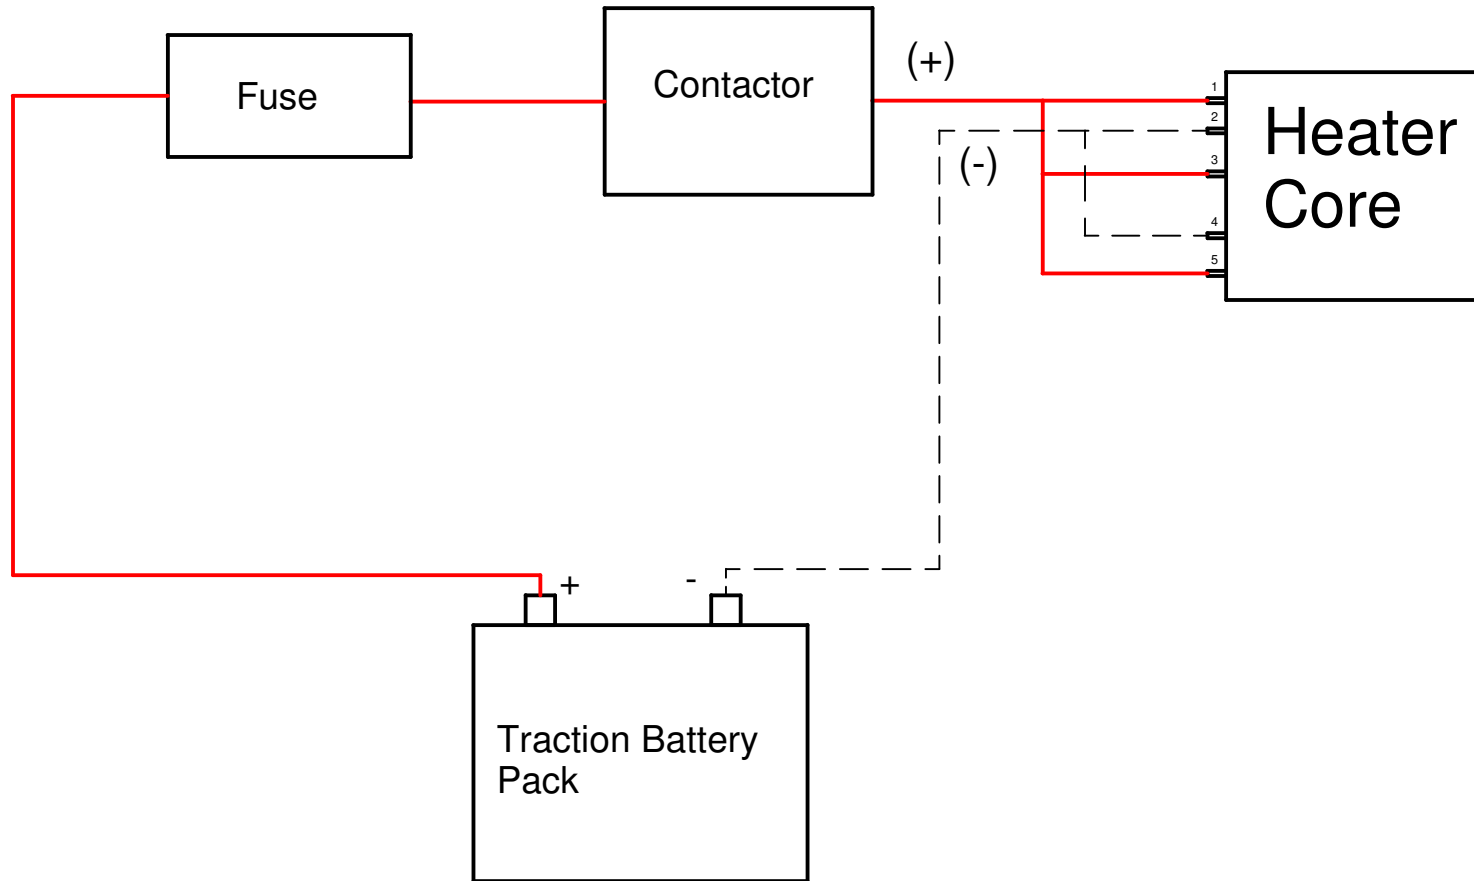 Fuse
Contactor
(+)
(-)
1
2
3
4
5
Heater
Core
+
-
Traction Battery
Pack